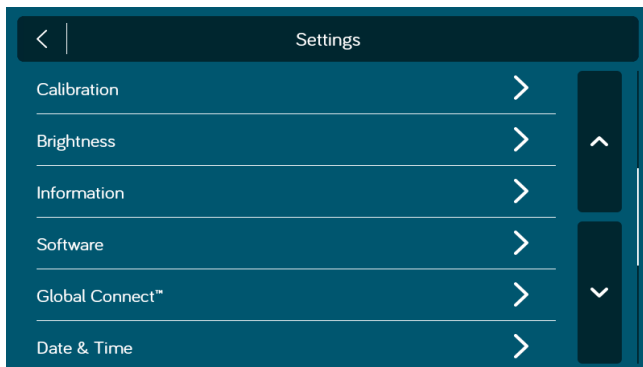 Settings
Calibration
Brightness
Information
Software
Global Connect™
Date & Time